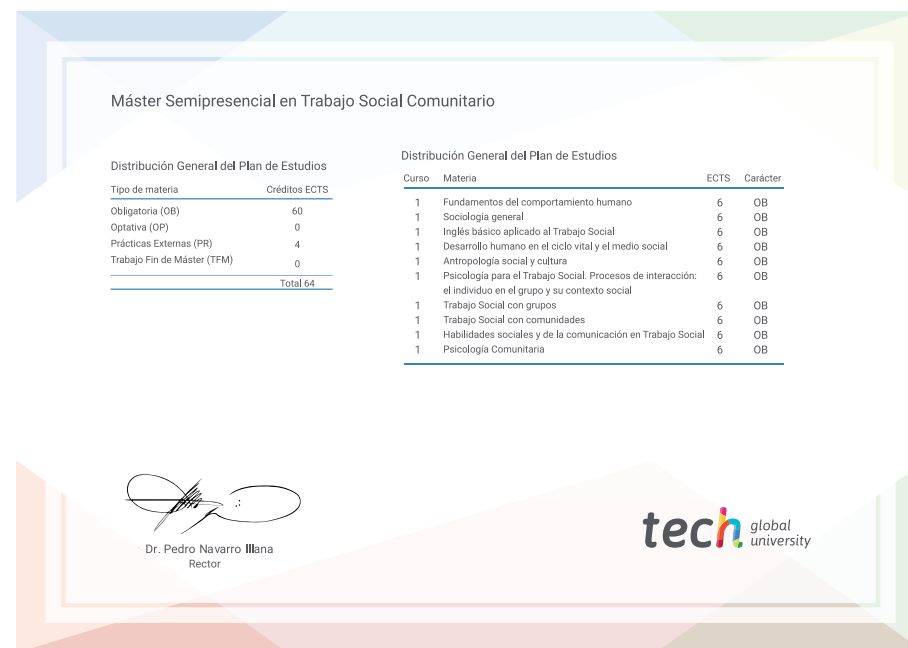 Máster Semipresencial en Trabajo Social Comunitario
Distribución General del Plan de Estudios
Tipo de materia Créditos ECTS
Obligatoria (OB) 60
Optativa (OP) 0
Prácticas Externas (PR) 4
Trabajo Fin de Máster (TFM) 0
Total 64
Distribución General del Plan de Estudios
Curso Materia ECTS Carácter
1 Fundamentos del comportamiento humano 6 OB
1 Sociología general 6 OB
1 Inglés básico aplicado al Trabajo Social 6 OB
1 Desarrollo humano en el ciclo vital y el medio social 6 OB
1 Antropología social y cultura 6 OB
1 Psicología para el Trabajo Social. Procesos de interacción: 6 OB
el individuo en el grupo y su contexto social
1 Trabajo Social con grupos 6 OB
1 Trabajo Social con comunidades 6 OB
1 Habilidades sociales y de la comunicación en Trabajo Social 6 OB
1 Psicología Comunitaria 6 OB
Dr. Pedro Navarro Illana
Rector
tech global
university